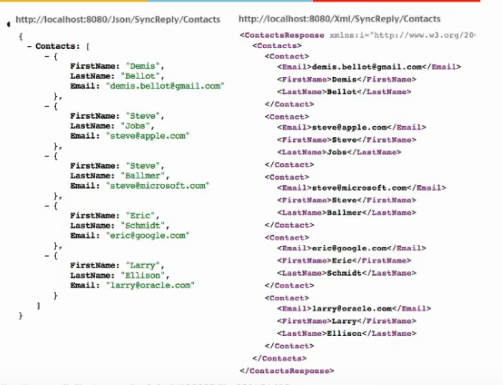 http://localhost:8080/Json/SyncReply/Contacts
{
- Contacts: [
- {
FirstName: "Demis",
LastName: "Bellot",
Email: "demis.bellot@gmail.com"
},
- {
FirstName: "Steve",
LastName: "Jobs",
Email: "steve@apple.com"
},
- {
FirstName: "Steve",
LastName: "Ballmer",
Email: "steve@microsoft.com"
},
- {
FirstName: "Eric",
LastName: "Schmidt",
Email: "eric@google.com"
},
- {
FirstName: "Larry",
LastName: "Ellison",
Email: "larry@oracle.com"
}
]
}
http://localhost:8080/Xml/SyncReply/Contacts
<ContactsResponse xmlns:i="http://www.w3.org/20
<Contacts>
<Contact>
<Email>demis.bellot@gmail.com</Email>
<FirstName>Demis</FirstName>
<LastName>Bellot</LastName>
</Contact>
<Contact>
<Email>steve@apple.com</Email>
<FirstName>Steve</FirstName>
<LastName>Jobs</LastName>
</Contact>
<Contact>
<Email>steve@microsoft.com</Email>
<FirstName>Steve</FirstName>
<LastName>Ballmer</LastName>
</Contact>
<Contact>
<Email>eric@google.com</Email>
<FirstName>Eric</FirstName>
<LastName>Schmidt</LastName>
</Contact>
<Contact>
<Email>larry@oracle.com</Email>
<FirstName>Larry</FirstName>
<LastName>Ellison</LastName>
</Contact>
</Contacts>
</ContactsResponse>